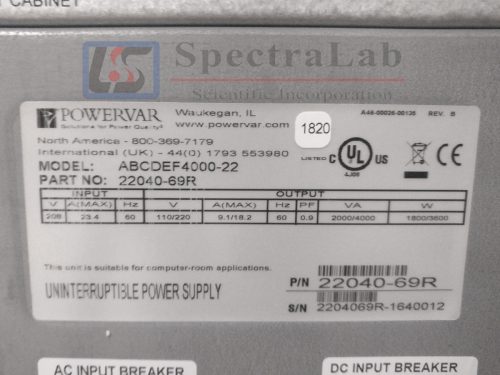 CABINET
SpectraLab
Scientific Incorporation
POWERVAR
Solutions for Power Quality
Waukegan, IL
www.powervar.com
1820
A48-00025-00135 REV. B
North America - 800-369-7179
International (UK) - 44(0) 1793 553980
LISTED C UL US
MODEL: ABCDEF4000-22
PART NO: 22040-69R
INPUT OUTPUT
V A(MAX) Hz V A(MAX) Hz PF VA W
208 23.4 60 110/220 9.1/18.2 60 0.9 2000/4000 1800/3600
This unit is suitable for computer-room applications.
UNINTERRUPTIBLE POWER SUPPLY
P/N 22040-69R
S/N 2204069R-1640012
AC INPUT BREAKER
DC INPUT BREAKER